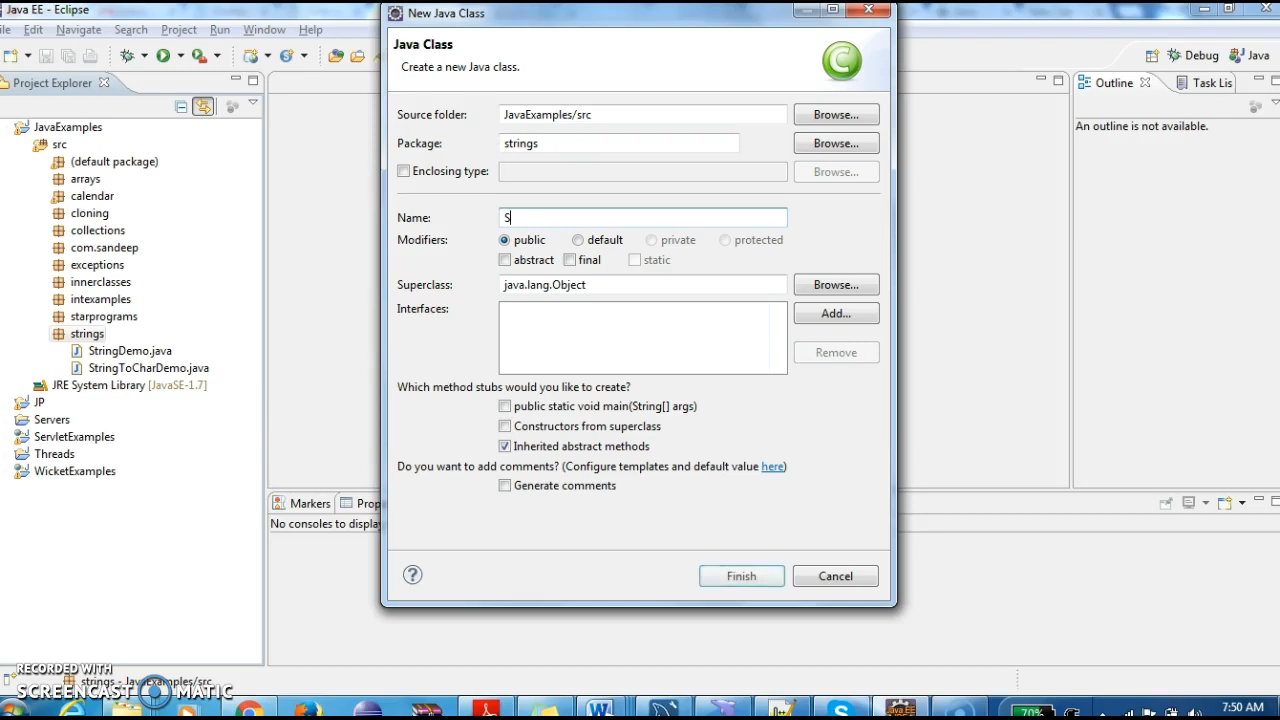 Java EE - Eclipse
New Java Class
File Edit Navigate Search Project Run Window Help
Java Class
Create a new Java class.
Debug
Java
Project Explorer
Outline
Task Lis
An outline is not available.
JavaExamples
src
(default package)
arrays
calendar
cloning
collections
com.sandeep
exceptions
innerclasses
intexamples
starprograms
strings
StringDemo.java
StringToCharDemo.java
JRE System Library [JavaSE-1.7]
JP
Servers
ServletExamples
Threads
WicketExamples
Source folder: JavaExamples/src Browse...
Package: strings Browse...
Enclosing type: Browse...
Name: S
Modifiers: public default private protected
abstract final static
Superclass: java.lang.Object Browse...
Interfaces: Add...
Remove
Which method stubs would you like to create?
public static void main(String[] args)
Constructors from superclass
Inherited abstract methods
Do you want to add comments? (Configure templates and default value here)
Generate comments
Finish Cancel
Markers Prop
No consoles to display
strings - JavaExamples/src
RECORDED WITH
SCREENCAST MATIC
Java EE
70%
7:50 AM